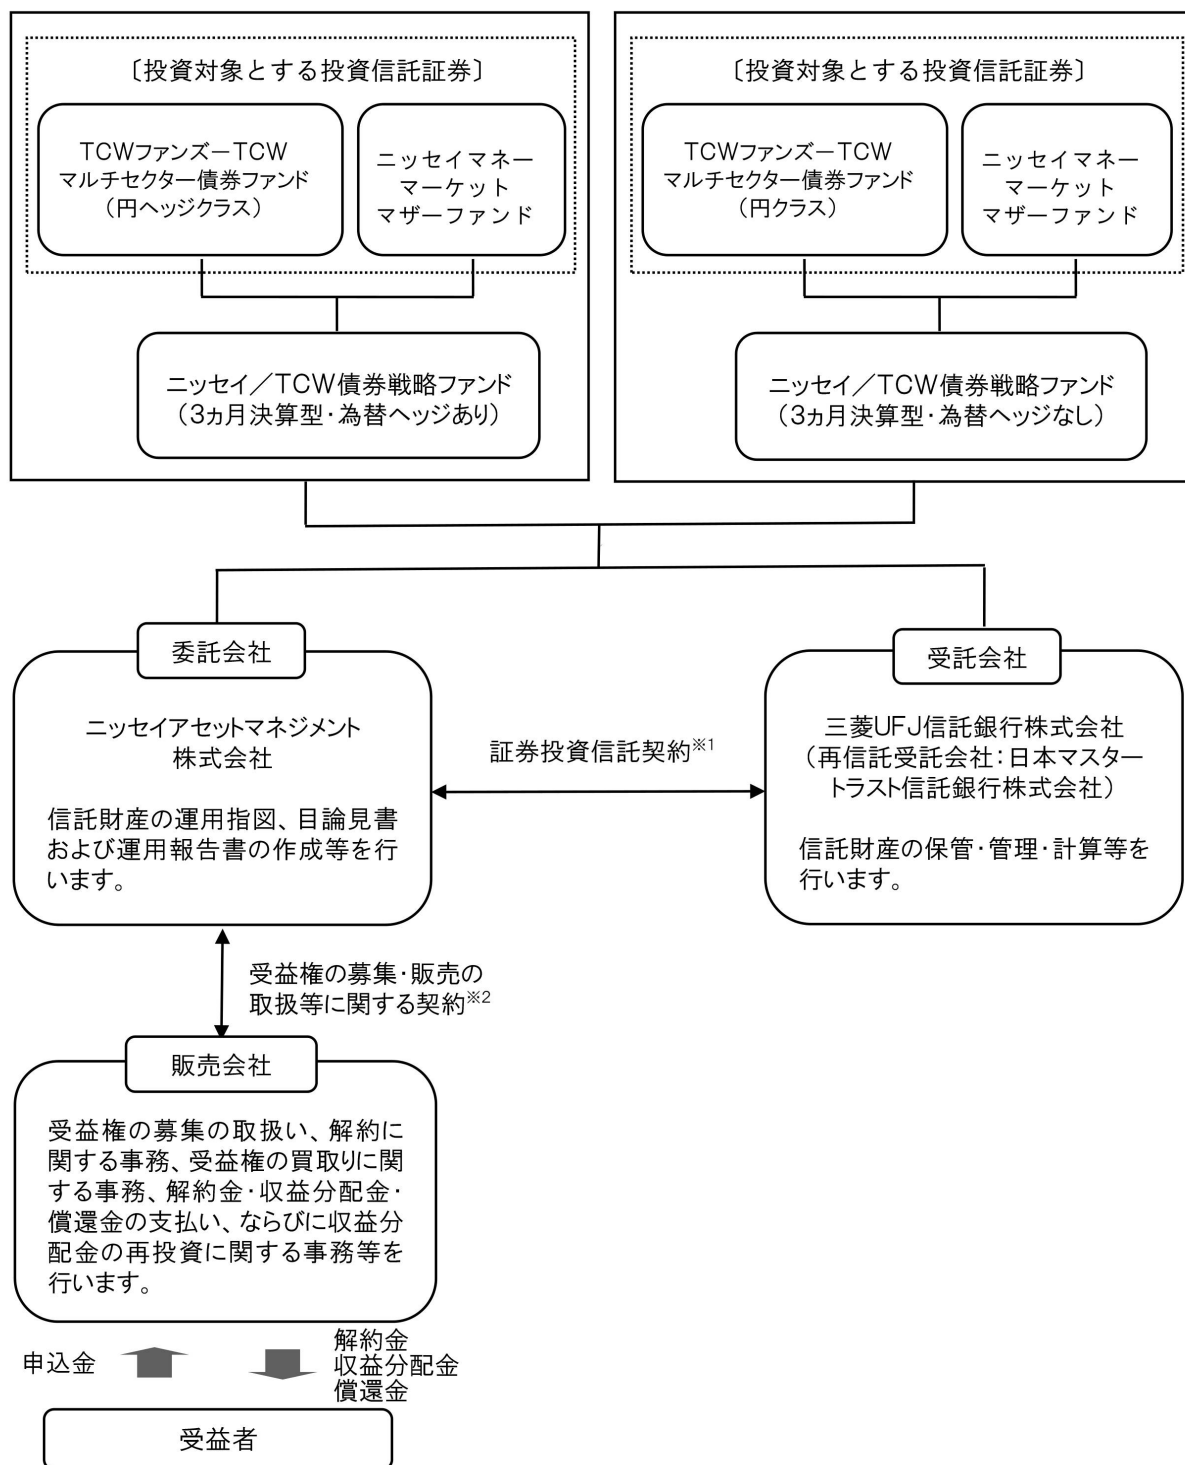 〔投資対象とする投資信託証券〕
TCWファンズ－TCW
マルチセクター債券ファンド
（円ヘッジクラス）
ニッセイマネー
マーケット
マザーファンド
ニッセイ／TCW債券戦略ファンド
（3ヵ月決算型・為替ヘッジあり）
〔投資対象とする投資信託証券〕
TCWファンズ－TCW
マルチセクター債券ファンド
（円クラス）
ニッセイマネー
マーケット
マザーファンド
ニッセイ／TCW債券戦略ファンド
（3ヵ月決算型・為替ヘッジなし）
委託会社
ニッセイアセットマネジメント
株式会社
信託財産の運用指図、目論見書
および運用報告書の作成等を行
います。
証券投資信託契約※1
受託会社
三菱UFJ信託銀行株式会社
（再信託受託会社：日本マスター
トラスト信託銀行株式会社）
信託財産の保管・管理・計算等を
行います。
受益権の募集・販売の
取扱等に関する契約※2
販売会社
受益権の募集の取扱い、解約に
関する事務、受益権の買取りに関
する事務、解約金・収益分配金・
償還金の支払い、ならびに収益分
配金の再投資に関する事務等を
行います。
申込金
解約金
収益分配金
償還金
受益者